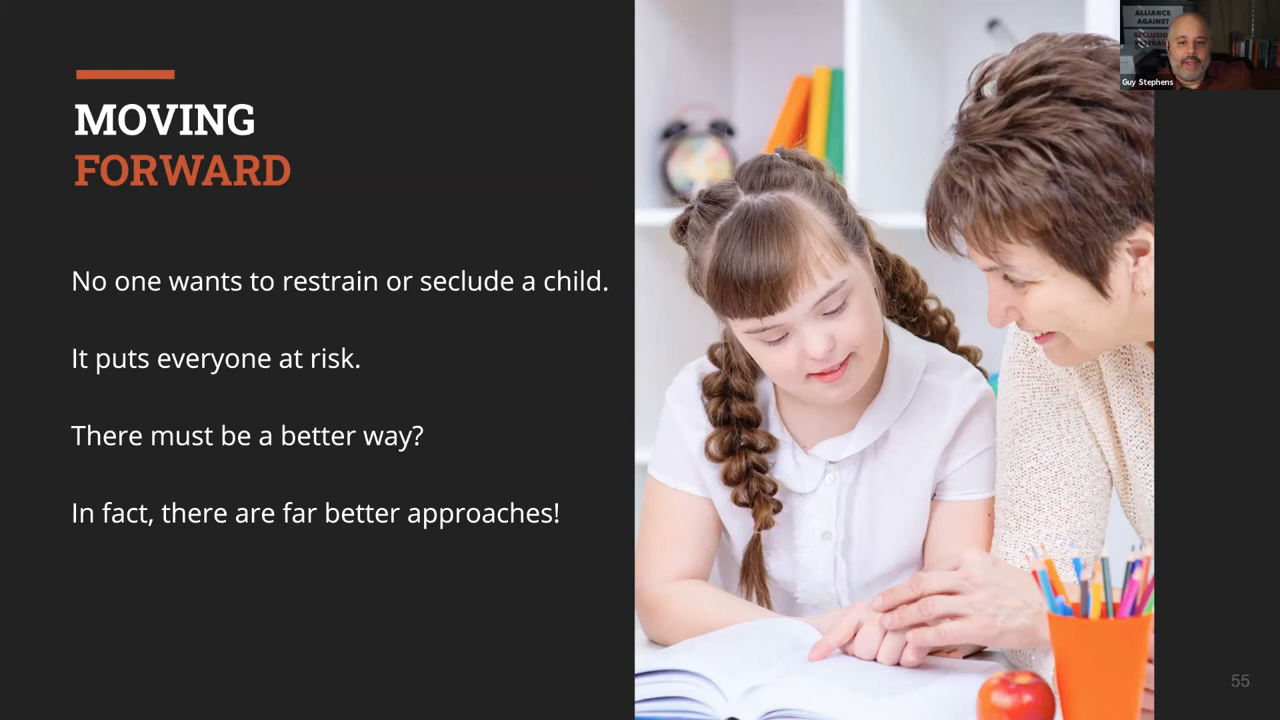 MOVING
FORWARD
No one wants to restrain or seclude a child.
It puts everyone at risk.
There must be a better way?
In fact, there are far better approaches!
ALLIANCE
AGAINST
Guy Stephens
55